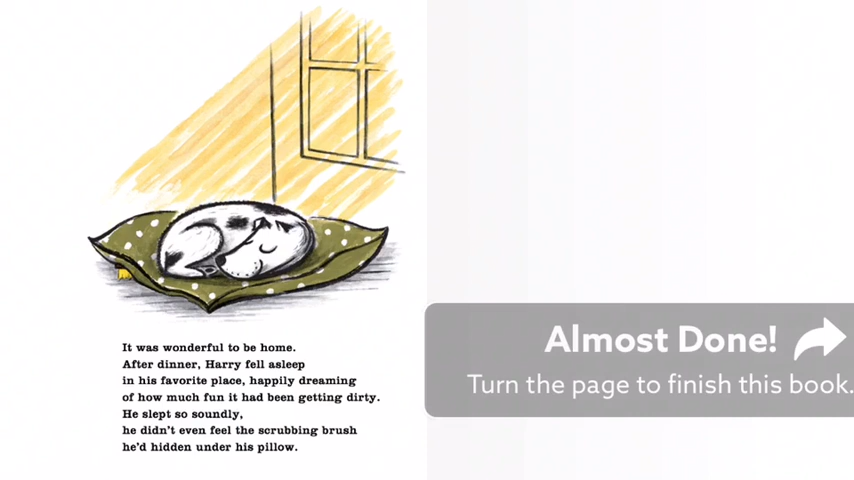 It was wonderful to be home.
After dinner, Harry fell asleep
in his favorite place, happily dreaming
of how much fun it had been getting dirty.
He slept so soundly,
he didn't even feel the scrubbing brush
he'd hidden under his pillow.
Almost Done!
Turn the page to finish this book.